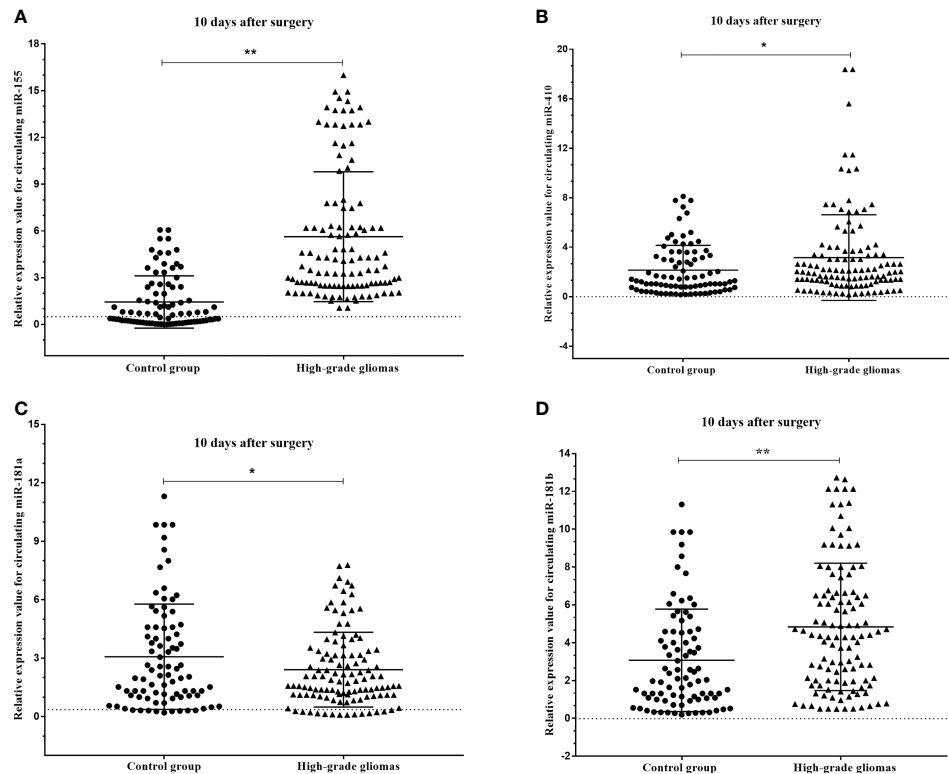 A
10 days after surgery
**
Relative expression value for circulating miR-155
18
15
12
9
6
3
0
Control group
High-grade gliomas
B
10 days after surgery
*
Relative expression value for circulating miR-410
20
16
12
8
4
0
-4
Control group
High-grade gliomas
C
10 days after surgery
*
Relative expression value for circulating miR-181a
15
12
9
6
3
0
Control group
High-grade gliomas
D
10 days after surgery
**
Relative expression value for circulating miR-181b
14
12
10
8
6
4
2
0
-2
Control group
High-grade gliomas